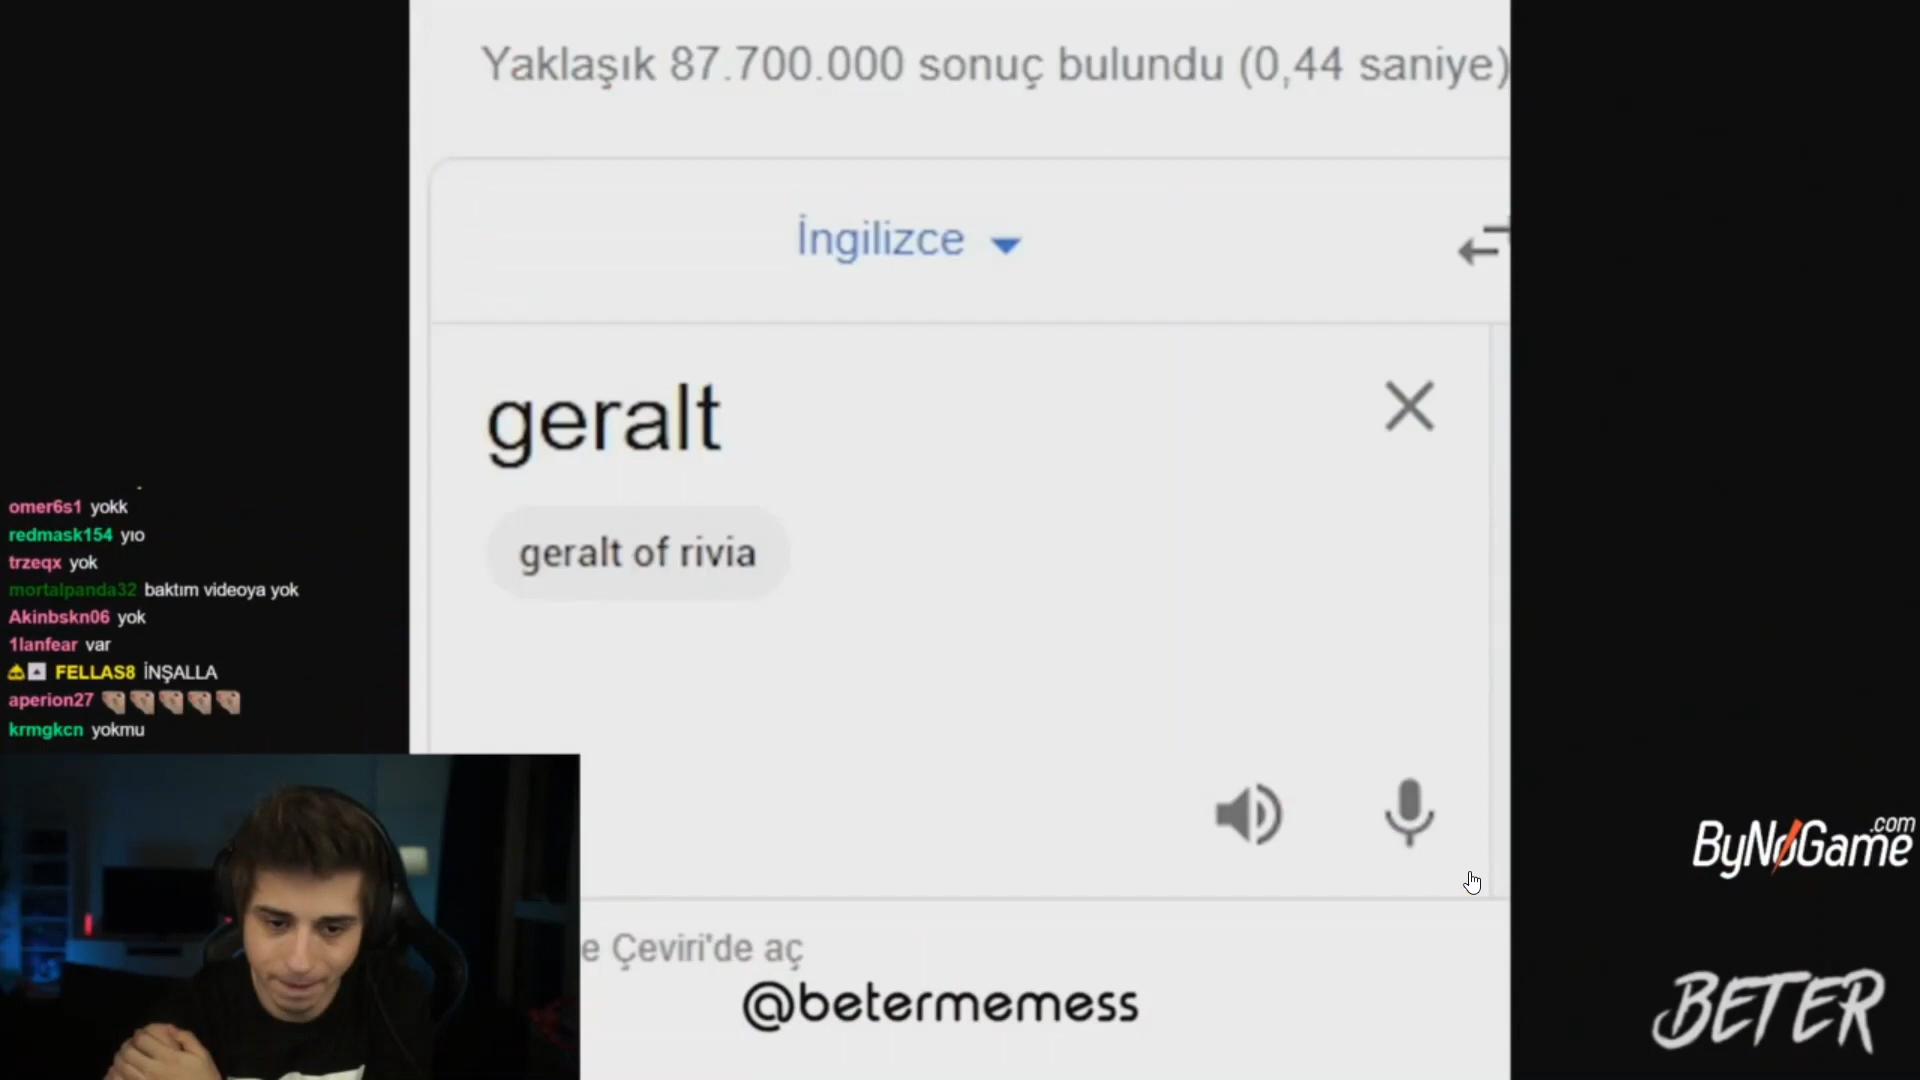 Yaklaşık 87.700.000 sonuç bulundu (0,44 saniye)
İngilizce
geralt
geralt of rivia
omer6s1 yokk
redmask154 yıo
trzeqx yok
mortalpanda32 baktım videoya yok
Akinbskn06 yok
1lanfear var
FELLAS8 İNŞALLA
aperion27
krmgkcn yokmu
e Çeviri'de aç
@betermemess
ByNoGame.com
BETER